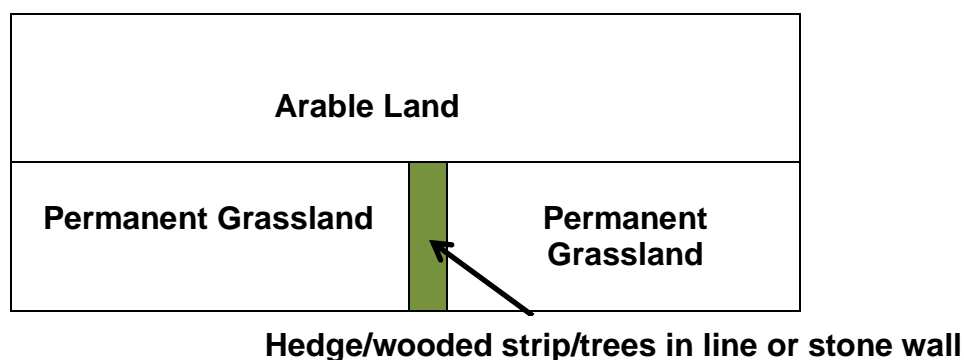 Arable Land
Permanent Grassland
Permanent
Grassland
Hedge/wooded strip/trees in line or stone wall